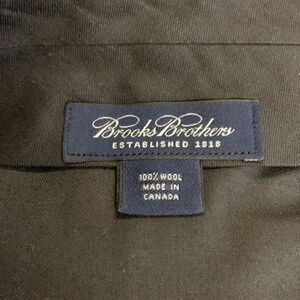 Brooks Brothers
ESTABLISHED 1818
100% WOOL
MADE IN
CANADA